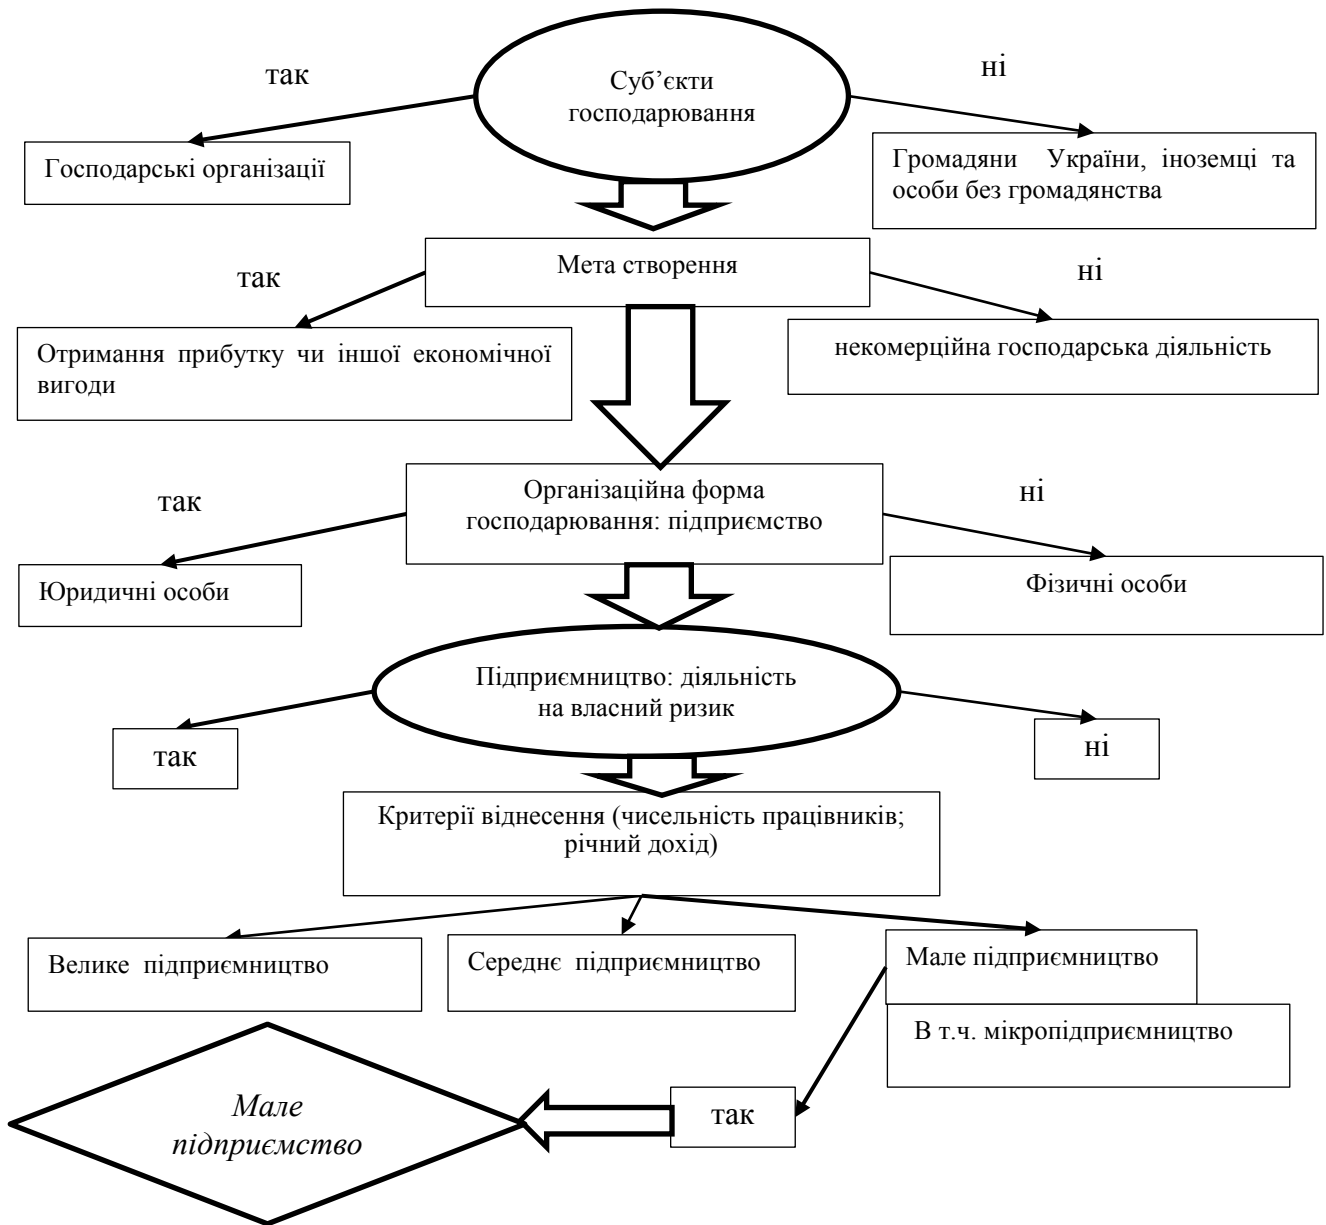 так
Суб’єкти
господарювання
ні
Господарські організації
Громадяни України, іноземці та
особи без громадянства
так
Мета створення
ні
Отримання прибутку чи іншої економічної
вигоди
некомерційна господарська діяльність
так
Організаційна форма
господарювання: підприємство
ні
Юридичні особи
Фізичні особи
Підприємництво: діяльність
на власний ризик
так
ні
Критерії віднесення (чисельність працівників;
річний дохід)
Велике підприємництво
Середнє підприємництво
Мале підприємництво
В т.ч. мікропідприємництво
Мале
підприємство
так